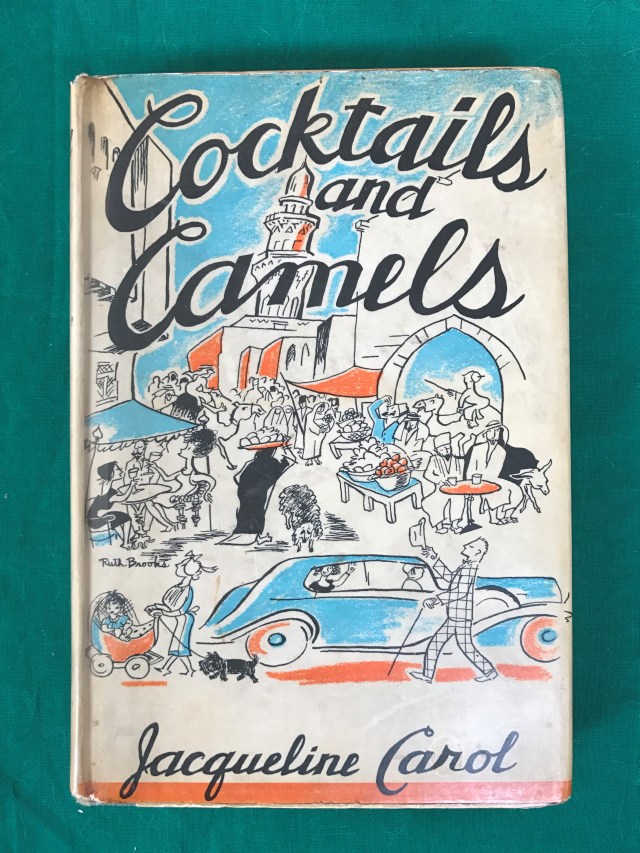 Cocktails
and
Camels
Ruth Brooks
Jacqueline Carol